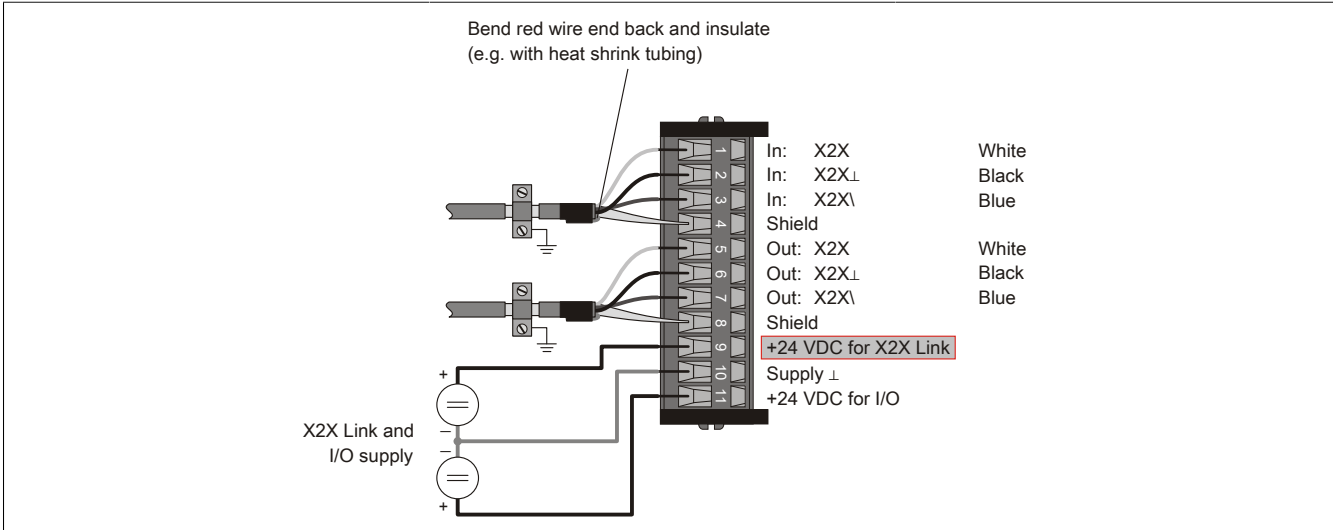 Bend red wire end back and insulate
(e.g. with heat shrink tubing)
1 In: X2X White
2 In: X2X⊥ Black
3 In: X2X\ Blue
4 Shield
5 Out: X2X White
6 Out: X2X⊥ Black
7 Out: X2X\ Blue
8 Shield
9 +24 VDC for X2X Link
10 Supply ⊥
11 +24 VDC for I/O
+
−
X2X Link and
I/O supply
−
+